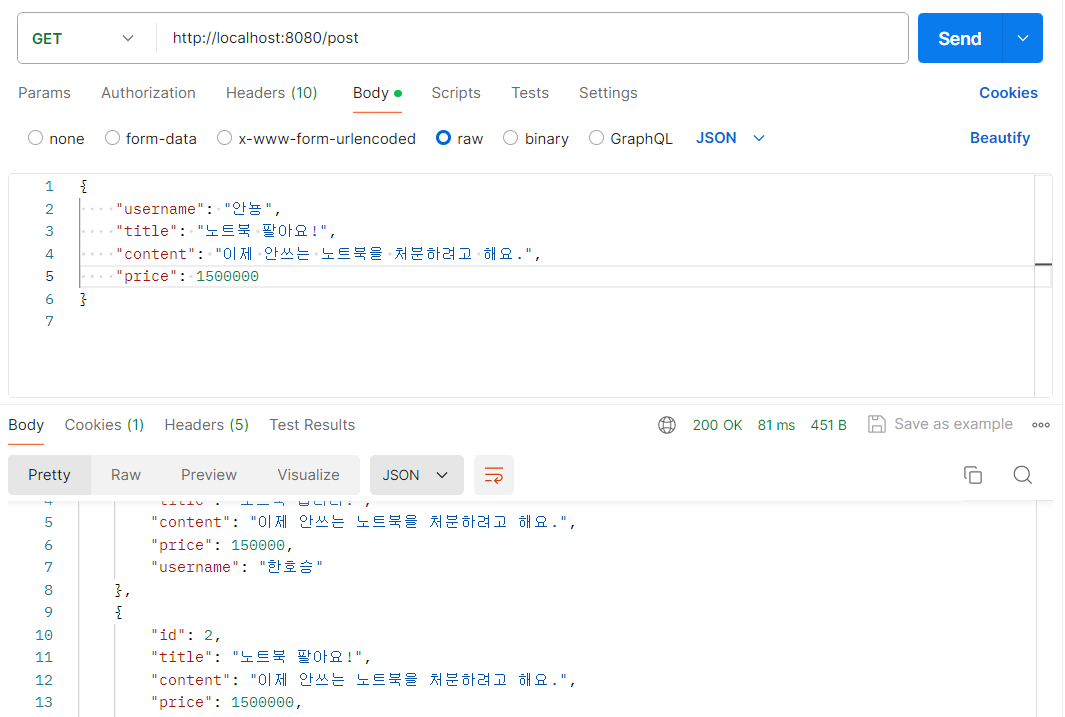 GET http://localhost:8080/post Send
Params Authorization Headers (10) Body Scripts Tests Settings Cookies
none form-data x-www-form-urlencoded raw binary GraphQL JSON Beautify
1 {
2 "username": "안뇽",
3 "title": "노트북 팔아요!",
4 "content": "이제 안쓰는 노트북을 처분하려고 해요.",
5 "price": 1500000
6 }
7
Body Cookies (1) Headers (5) Test Results 200 OK 81 ms 451 B Save as example
Pretty Raw Preview Visualize JSON
4 "title": "노트북
5 "content": "이제 안쓰는 노트북을 처분하려고 해요.",
6 "price": 150000,
7 "username": "한호승"
8 },
9 {
10 "id": 2,
11 "title": "노트북 팔아요!",
12 "content": "이제 안쓰는 노트북을 처분하려고 해요.",
13 "price": 1500000,